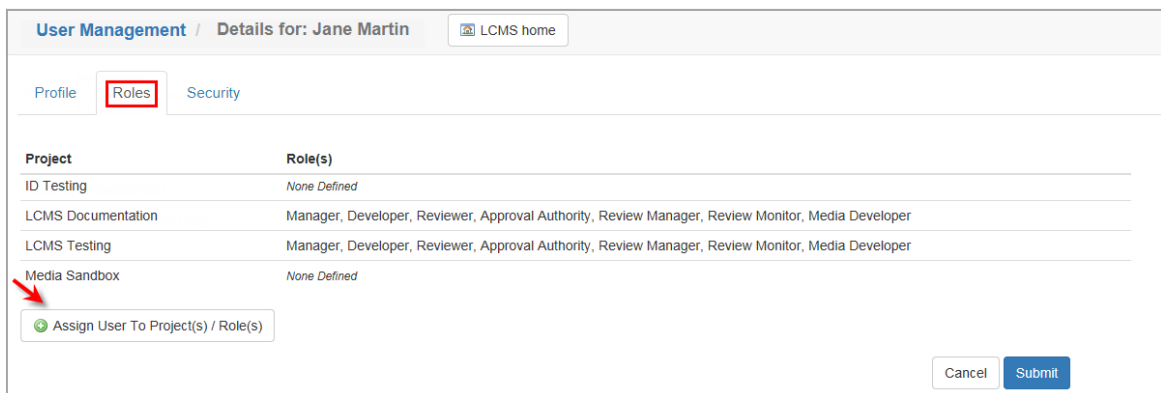 User Management / Details for: Jane Martin LCMS home
Profile Roles Security
Project Role(s)
ID Testing None Defined
LCMS Documentation Manager, Developer, Reviewer, Approval Authority, Review Manager, Review Monitor, Media Developer
LCMS Testing Manager, Developer, Reviewer, Approval Authority, Review Manager, Review Monitor, Media Developer
Media Sandbox None Defined
Assign User To Project(s) / Role(s)
Cancel Submit